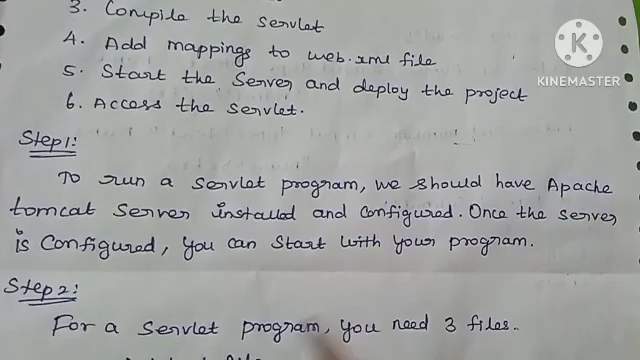 3. Compile the servlet
4. Add mappings to web.xml file
5. Start the Server and deploy the project
6. Access the Servlet.
Step1:
To run a servlet program, we should have Apache
tomcat Server installed and configured. Once the server
is Configured, you can start with your program.
Step2:
For a servlet program, you need 3 files..
KINEMASTER